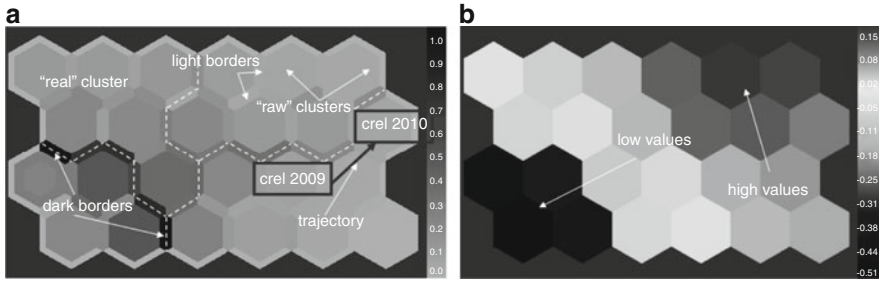 a
b
light borders
“real” cluster
“raw” clusters
crel 2010
crel 2009
dark borders
trajectory
1.0
0.9
0.8
0.7
0.6
0.5
0.4
0.3
0.2
0.1
0.0
low values
high values
0.15
0.08
0.02
-0.05
-0.11
-0.18
-0.25
-0.31
-0.38
-0.44
-0.51